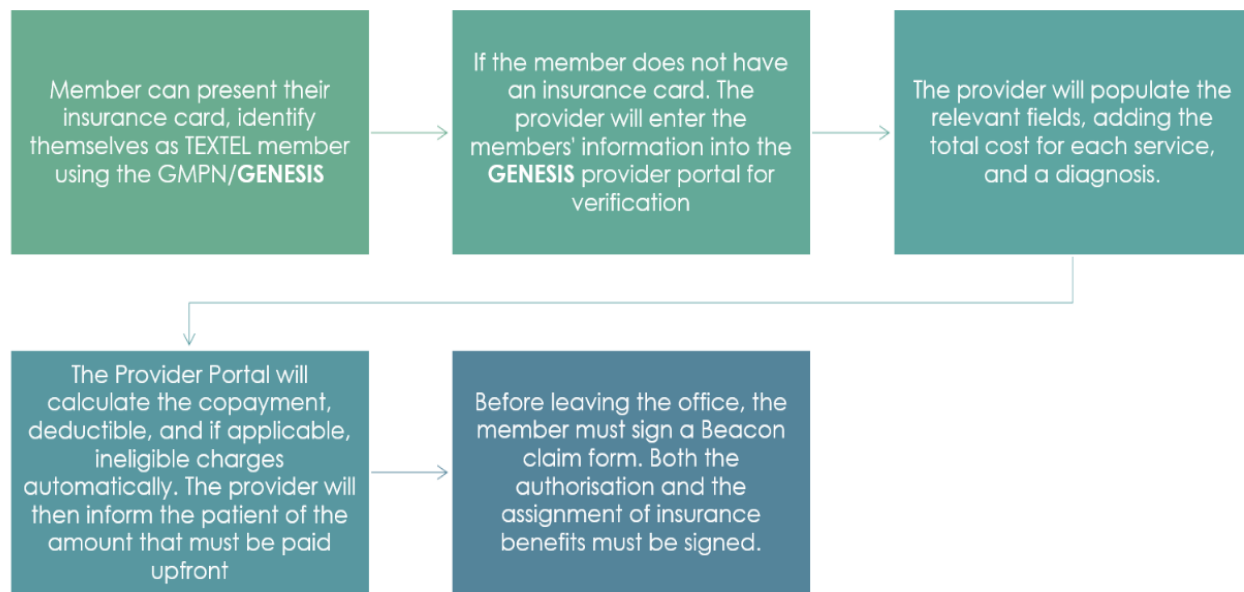 Member can present their
insurance card, identify
themselves as TEXTEL member
using the GMPN/GENESIS
If the member does not have
an insurance card. The
provider will enter the
members' information into the
GENESIS provider portal for
verification
The provider will populate the
relevant fields, adding the
total cost for each service,
and a diagnosis.
The Provider Portal will
calculate the copayment,
deductible, and if applicable,
ineligible charges
automatically. The provider will
then inform the patient of the
amount that must be paid
upfront
Before leaving the office, the
member must sign a Beacon
claim form. Both the
authorisation and the
assignment of insurance
benefits must be signed.